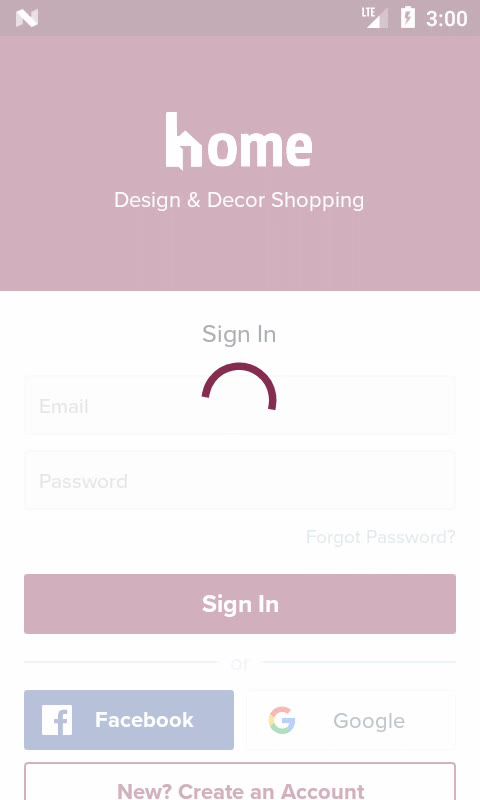 LTE
3:00
home
Design & Decor Shopping
Sign In
Email
Password
Forgot Password?
Sign In
or
Facebook
Google
New? Create an Account